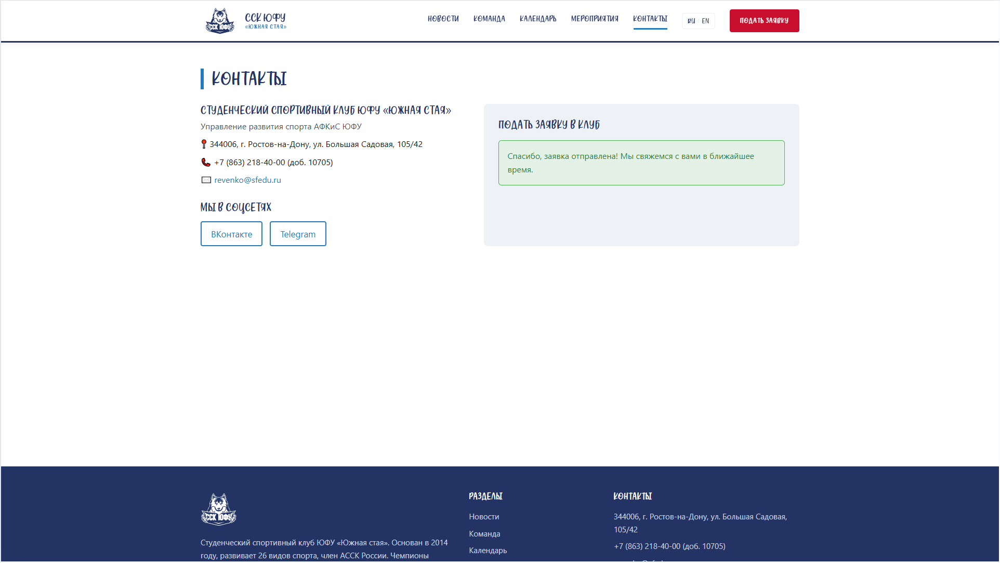 ССК ЮФУ
ССК ЮФУ
«ЮЖНАЯ СТАЯ»
НОВОСТИ
КОМАНДА
КАЛЕНДАРЬ
МЕРОПРИЯТИЯ
КОНТАКТЫ
RU / EN
ПОДАТЬ ЗАЯВКУ
КОНТАКТЫ
СТУДЕНЧЕСКИЙ СПОРТИВНЫЙ КЛУБ ЮФУ «ЮЖНАЯ СТАЯ»
Управление развития спорта АФКиС ЮФУ
344006, г. Ростов-на-Дону, ул. Большая Садовая, 105/42
+7 (863) 218-40-00 (доб. 10705)
revenko@sfedu.ru
МЫ В СОЦСЕТЯХ
ВКонтакте
Telegram
ПОДАТЬ ЗАЯВКУ В КЛУБ
Спасибо, заявка отправлена! Мы свяжемся с вами в ближайшее
время.
ССК ЮФУ
Студенческий спортивный клуб ЮФУ «Южная стая». Основан в 2014
году, развивает 26 видов спорта, член АССК России. Чемпионы
РАЗДЕЛЫ
Новости
Команда
Календарь
КОНТАКТЫ
344006, г. Ростов-на-Дону, ул. Большая Садовая,
105/42
+7 (863) 218-40-00 (доб. 10705)